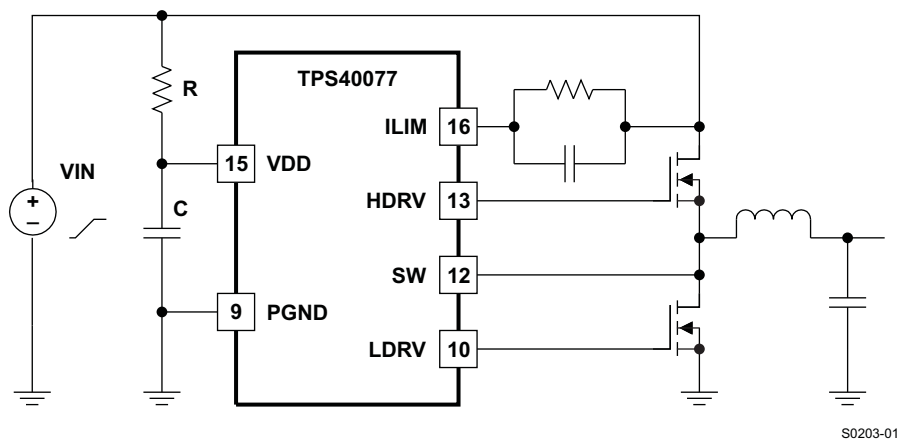 TPS40077
R
ILIM
16
15
VDD
VIN
+
–
C
HDRV
13
SW
12
9
PGND
LDRV
10
S0203-01